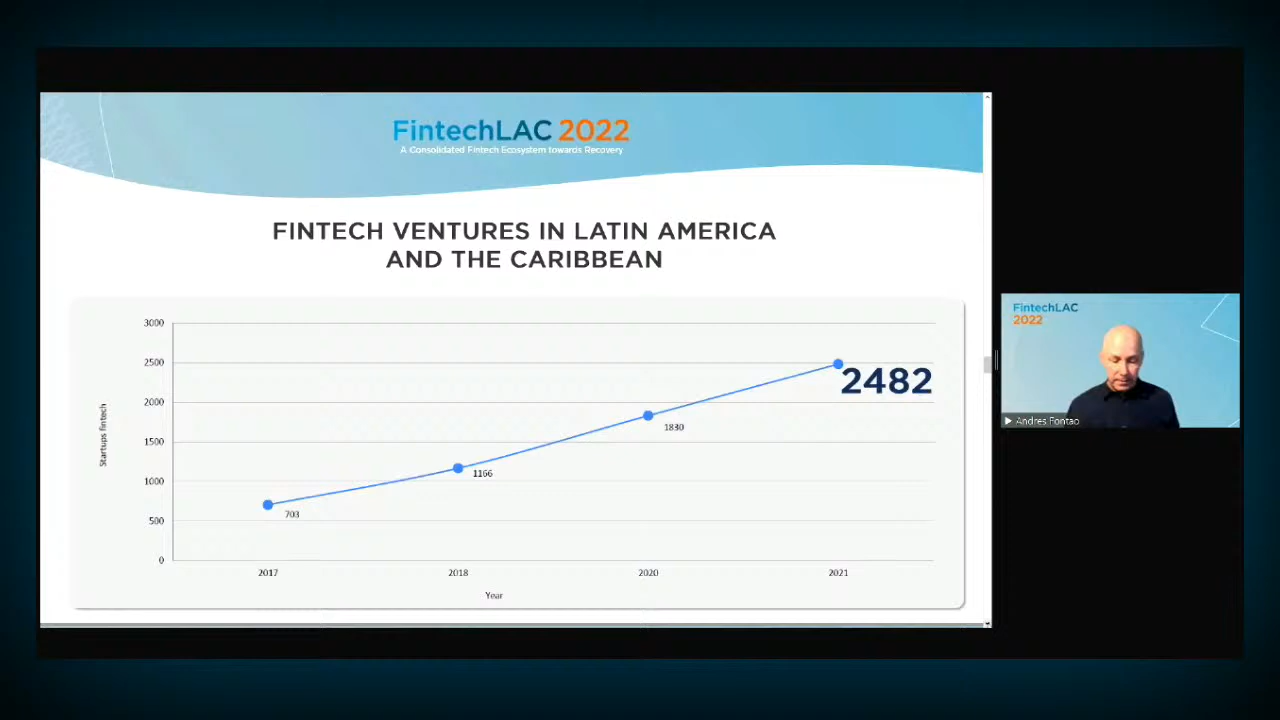 FintechLAC 2022
A Consolidated Fintech Ecosystem towards Recovery
FINTECH VENTURES IN LATIN AMERICA
AND THE CARIBBEAN
3000
2500
2000
1500
1000
500
0
Startups fintech
703
1166
1830
2482
2017
2018
2020
2021
Year
FintechLAC
2022
Andres Fontao